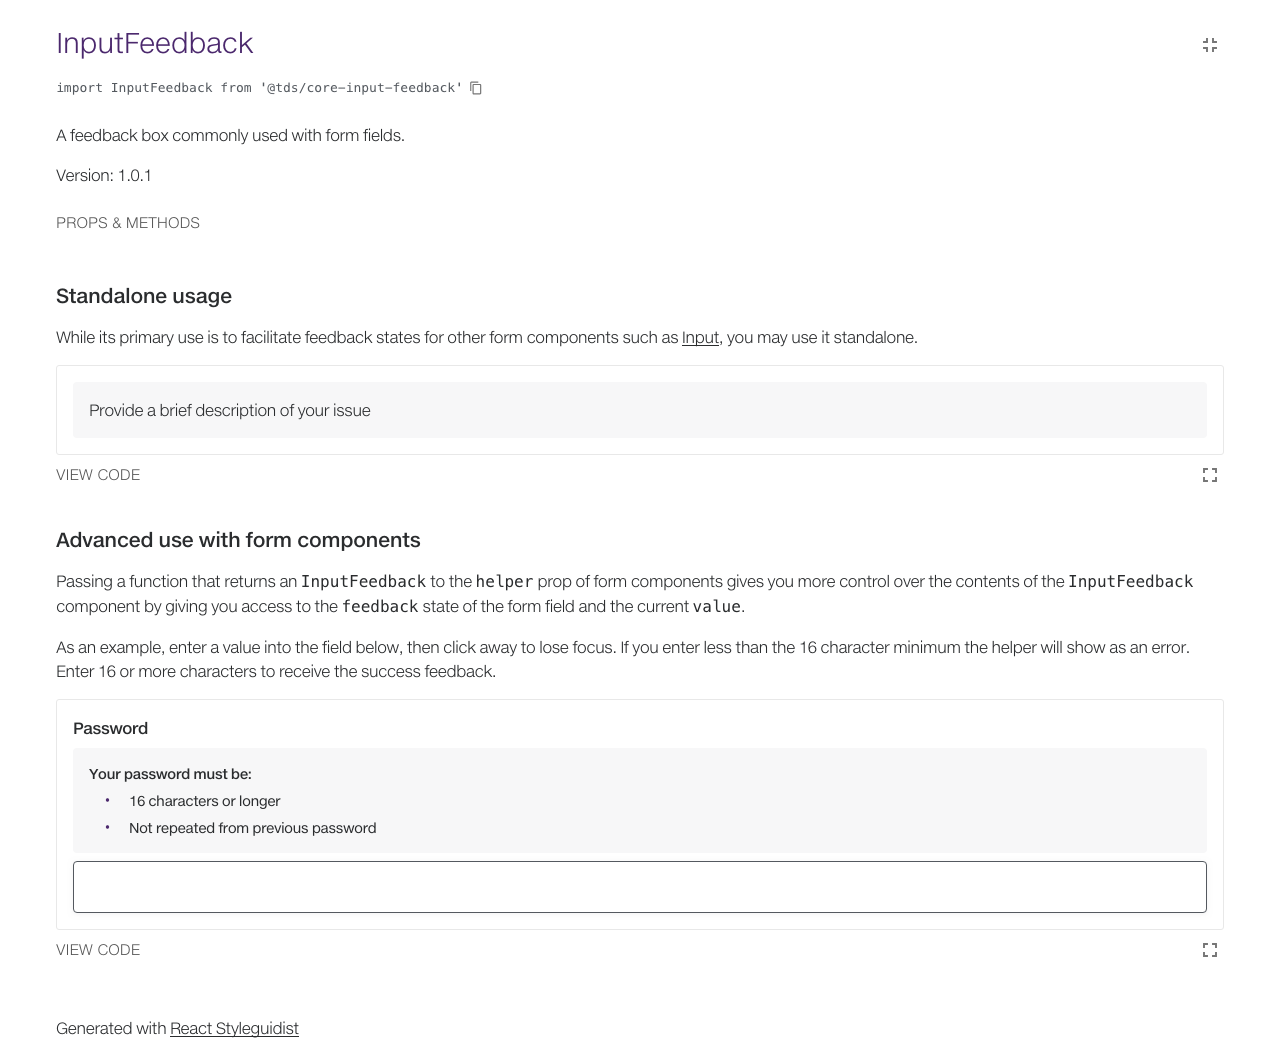 InputFeedback
import InputFeedback from '@tds/core-input-feedback'
A feedback box commonly used with form fields.
Version: 1.0.1
PROPS & METHODS
Standalone usage
While its primary use is to facilitate feedback states for other form components such as Input, you may use it standalone.
Provide a brief description of your issue
VIEW CODE
Advanced use with form components
Passing a function that returns an InputFeedback to the helper prop of form components gives you more control over the contents of the InputFeedback
component by giving you access to the feedback state of the form field and the current value.
As an example, enter a value into the field below, then click away to lose focus. If you enter less than the 16 character minimum the helper will show as an error.
Enter 16 or more characters to receive the success feedback.
Password
Your password must be:
• 16 characters or longer
• Not repeated from previous password
VIEW CODE
Generated with React Styleguidist